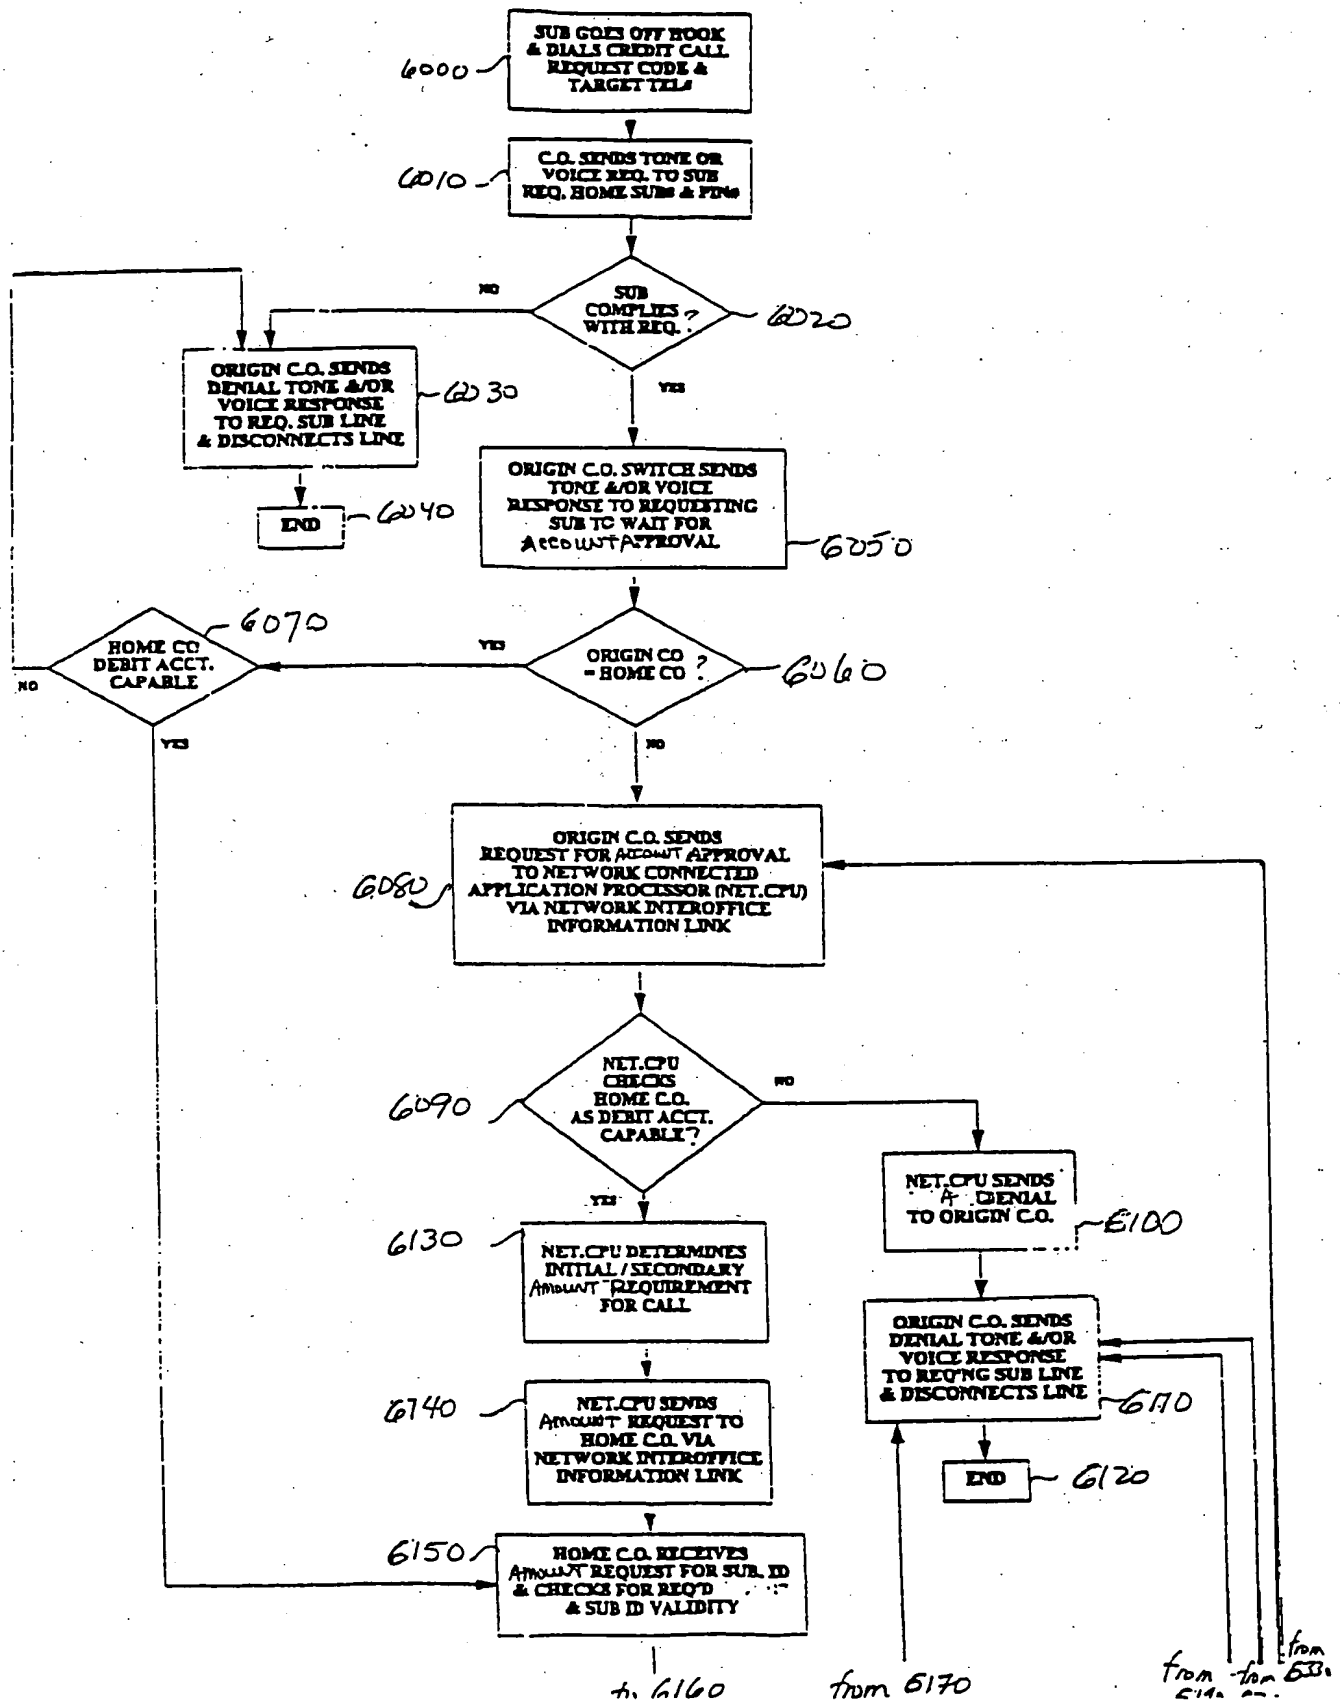 SUB GOES OFF HOOK
& DIALS CREDIT CALL
REQUEST CODE &
TARGET TEL#
6000
C.O. SENDS TONE OR
VOICE REQ. TO SUB
REQ. HOME SUB# & PIN#
6010
SUB
COMPLIES
WITH REQ.?
6020
NO
YES
ORIGIN C.O. SENDS
DENIAL TONE &/OR
VOICE RESPONSE
TO REQ. SUB LINE
& DISCONNECTS LINE
6030
END
6040
ORIGIN C.O. SWITCH SENDS
TONE &/OR VOICE
RESPONSE TO REQUESTING
SUB TO WAIT FOR
ACCOUNT APPROVAL
6050
HOME CO
DEBIT ACCT.
CAPABLE
6070
NO
YES
YES
ORIGIN CO
= HOME CO ?
6060
NO
ORIGIN C.O. SENDS
REQUEST FOR ACCOUNT APPROVAL
TO NETWORK CONNECTED
APPLICATION PROCESSOR (NET.CPU)
VIA NETWORK INTEROFFICE
INFORMATION LINK
6080
NET.CPU
CHECKS
HOME C.O.
AS DEBIT ACCT.
CAPABLE?
6090
NO
YES
NET.CPU SENDS
A DENIAL
TO ORIGIN C.O.
6100
NET.CPU DETERMINES
INITIAL / SECONDARY
AMOUNT REQUIREMENT
FOR CALL
6130
ORIGIN C.O. SENDS
DENIAL TONE &/OR
VOICE RESPONSE
TO REQ'NG SUB LINE
& DISCONNECTS LINE
6110
NET.CPU SENDS
AMOUNT REQUEST TO
HOME C.O. VIA
NETWORK INTEROFFICE
INFORMATION LINK
6140
END
6120
HOME C.O. RECEIVES
AMOUNT REQUEST FOR SUB. ID
& CHECKS FOR REQ'D
& SUB ID VALIDITY
6150
to 6160
from 6170
from
from
from